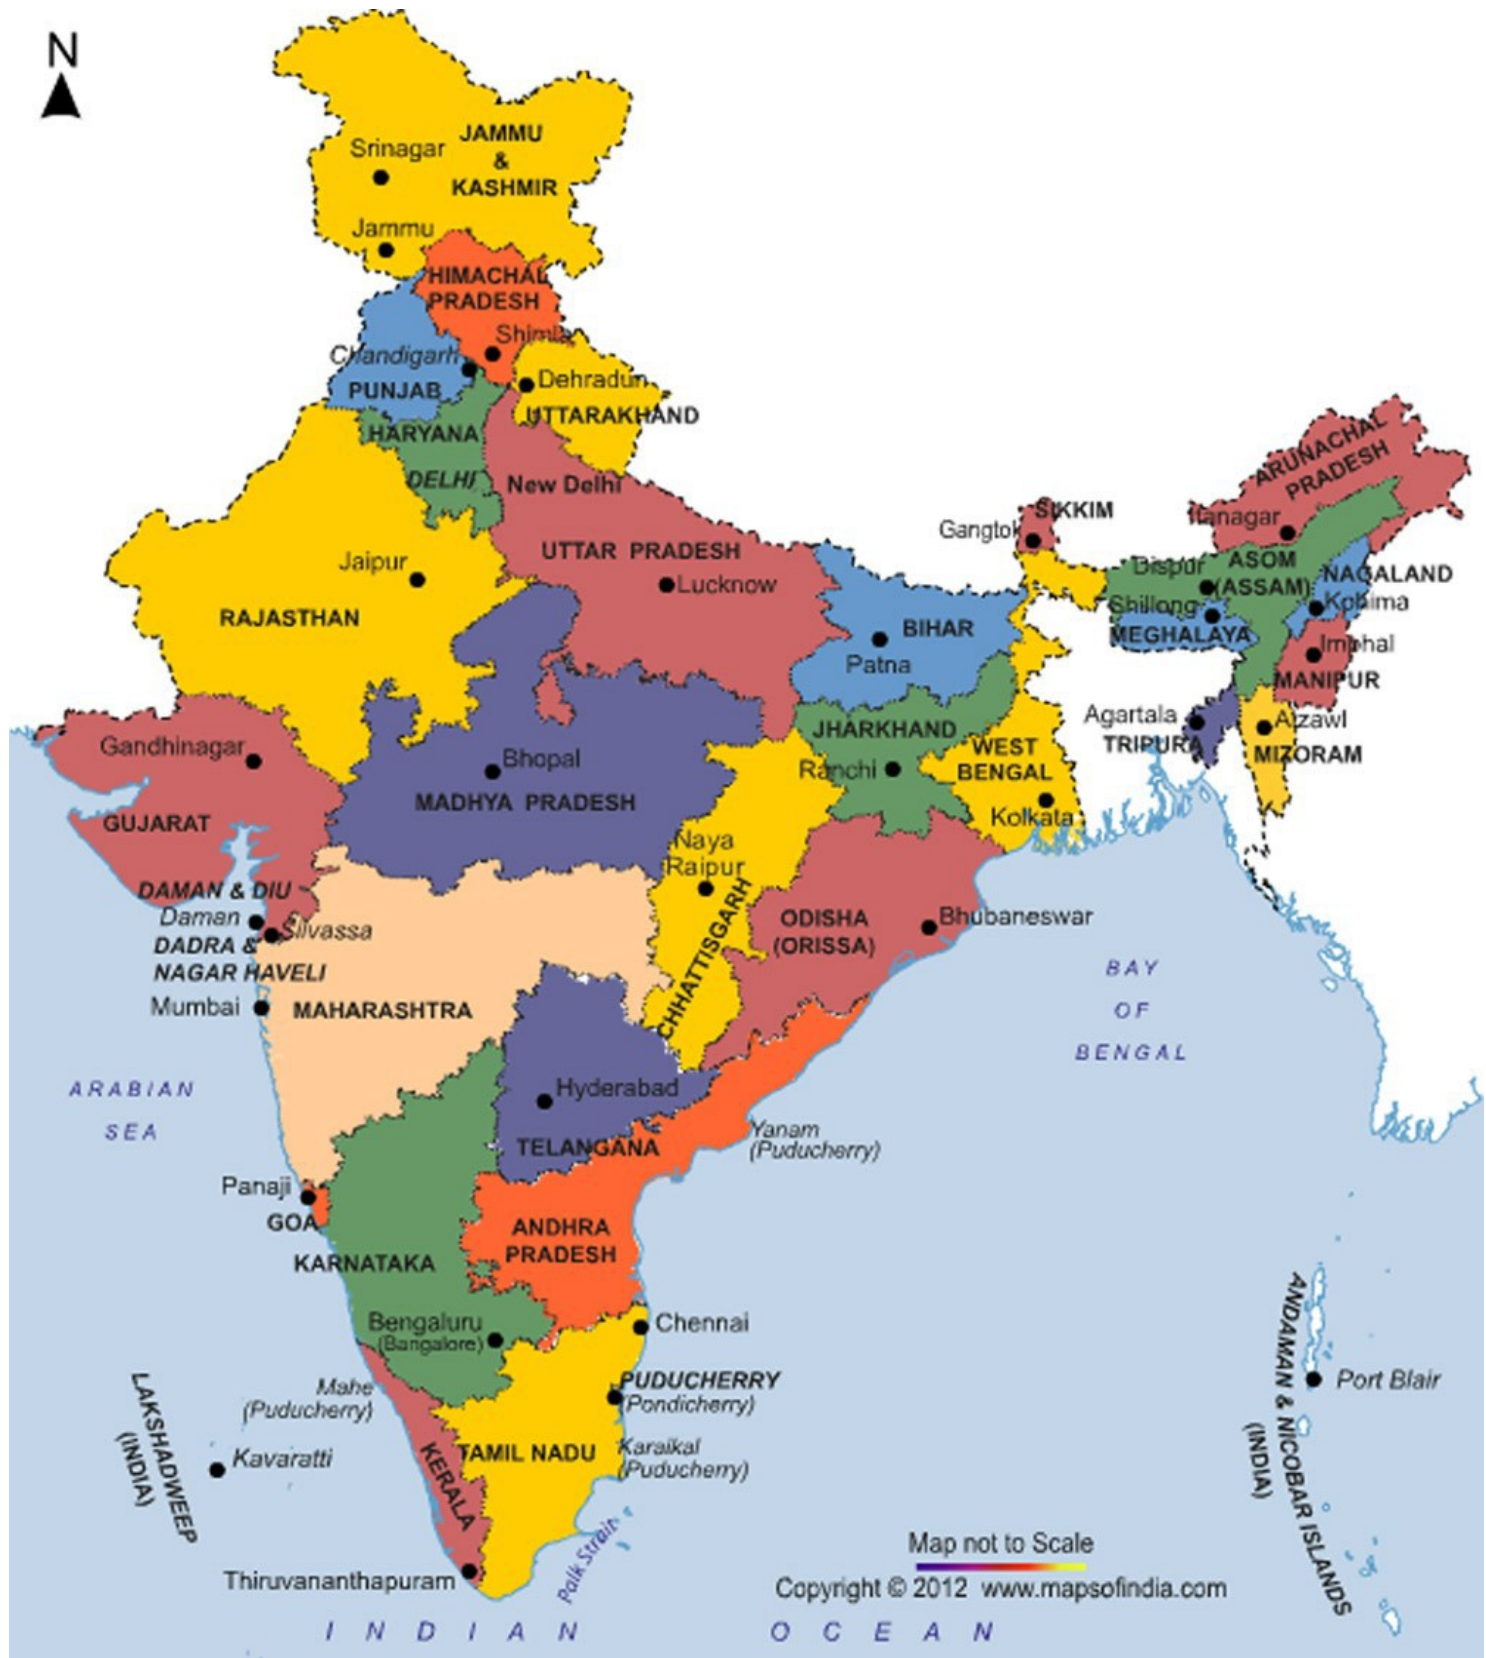 N
JAMMU
&
KASHMIR
Srinagar
Jammu
HIMACHAL
PRADESH
Shimla
Chandigarh
PUNJAB
Dehradun
UTTARAKHAND
HARYANA
DELHI
New Delhi
ARUNACHAL
PRADESH
SIKKIM
Gangtok
Itanagar
UTTAR PRADESH
Lucknow
Jaipur
RAJASTHAN
Dispur
ASOM
(ASSAM)
NAGALAND
Kohima
Shillong
MEGHALAYA
Imphal
MANIPUR
BIHAR
Patna
Agartala
TRIPURA
Aizawl
MIZORAM
JHARKHAND
Ranchi
WEST
BENGAL
Kolkata
Gandhinagar
GUJARAT
Bhopal
MADHYA PRADESH
Naya
Raipur
CHHATTISGARH
DAMAN & DIU
Daman
Silvassa
DADRA &
NAGAR HAVELI
ODISHA
(ORISSA)
Bhubaneswar
Mumbai
MAHARASHTRA
BAY
OF
BENGAL
ARABIAN
SEA
Hyderabad
TELANGANA
Yanam
(Puducherry)
Panaji
GOA
KARNATAKA
ANDHRA
PRADESH
Bengaluru
(Bangalore)
Chennai
Mahe
(Puducherry)
PUDUCHERRY
(Pondicherry)
Karaikal
(Puducherry)
LAKSHADWEEP
(INDIA)
Kavaratti
KERALA
TAMIL NADU
ANDAMAN & NICOBAR ISLANDS
(INDIA)
Port Blair
Thiruvananthapuram
Palk Strait
Map not to Scale
Copyright © 2012 www.mapsofindia.com
INDIAN OCEAN